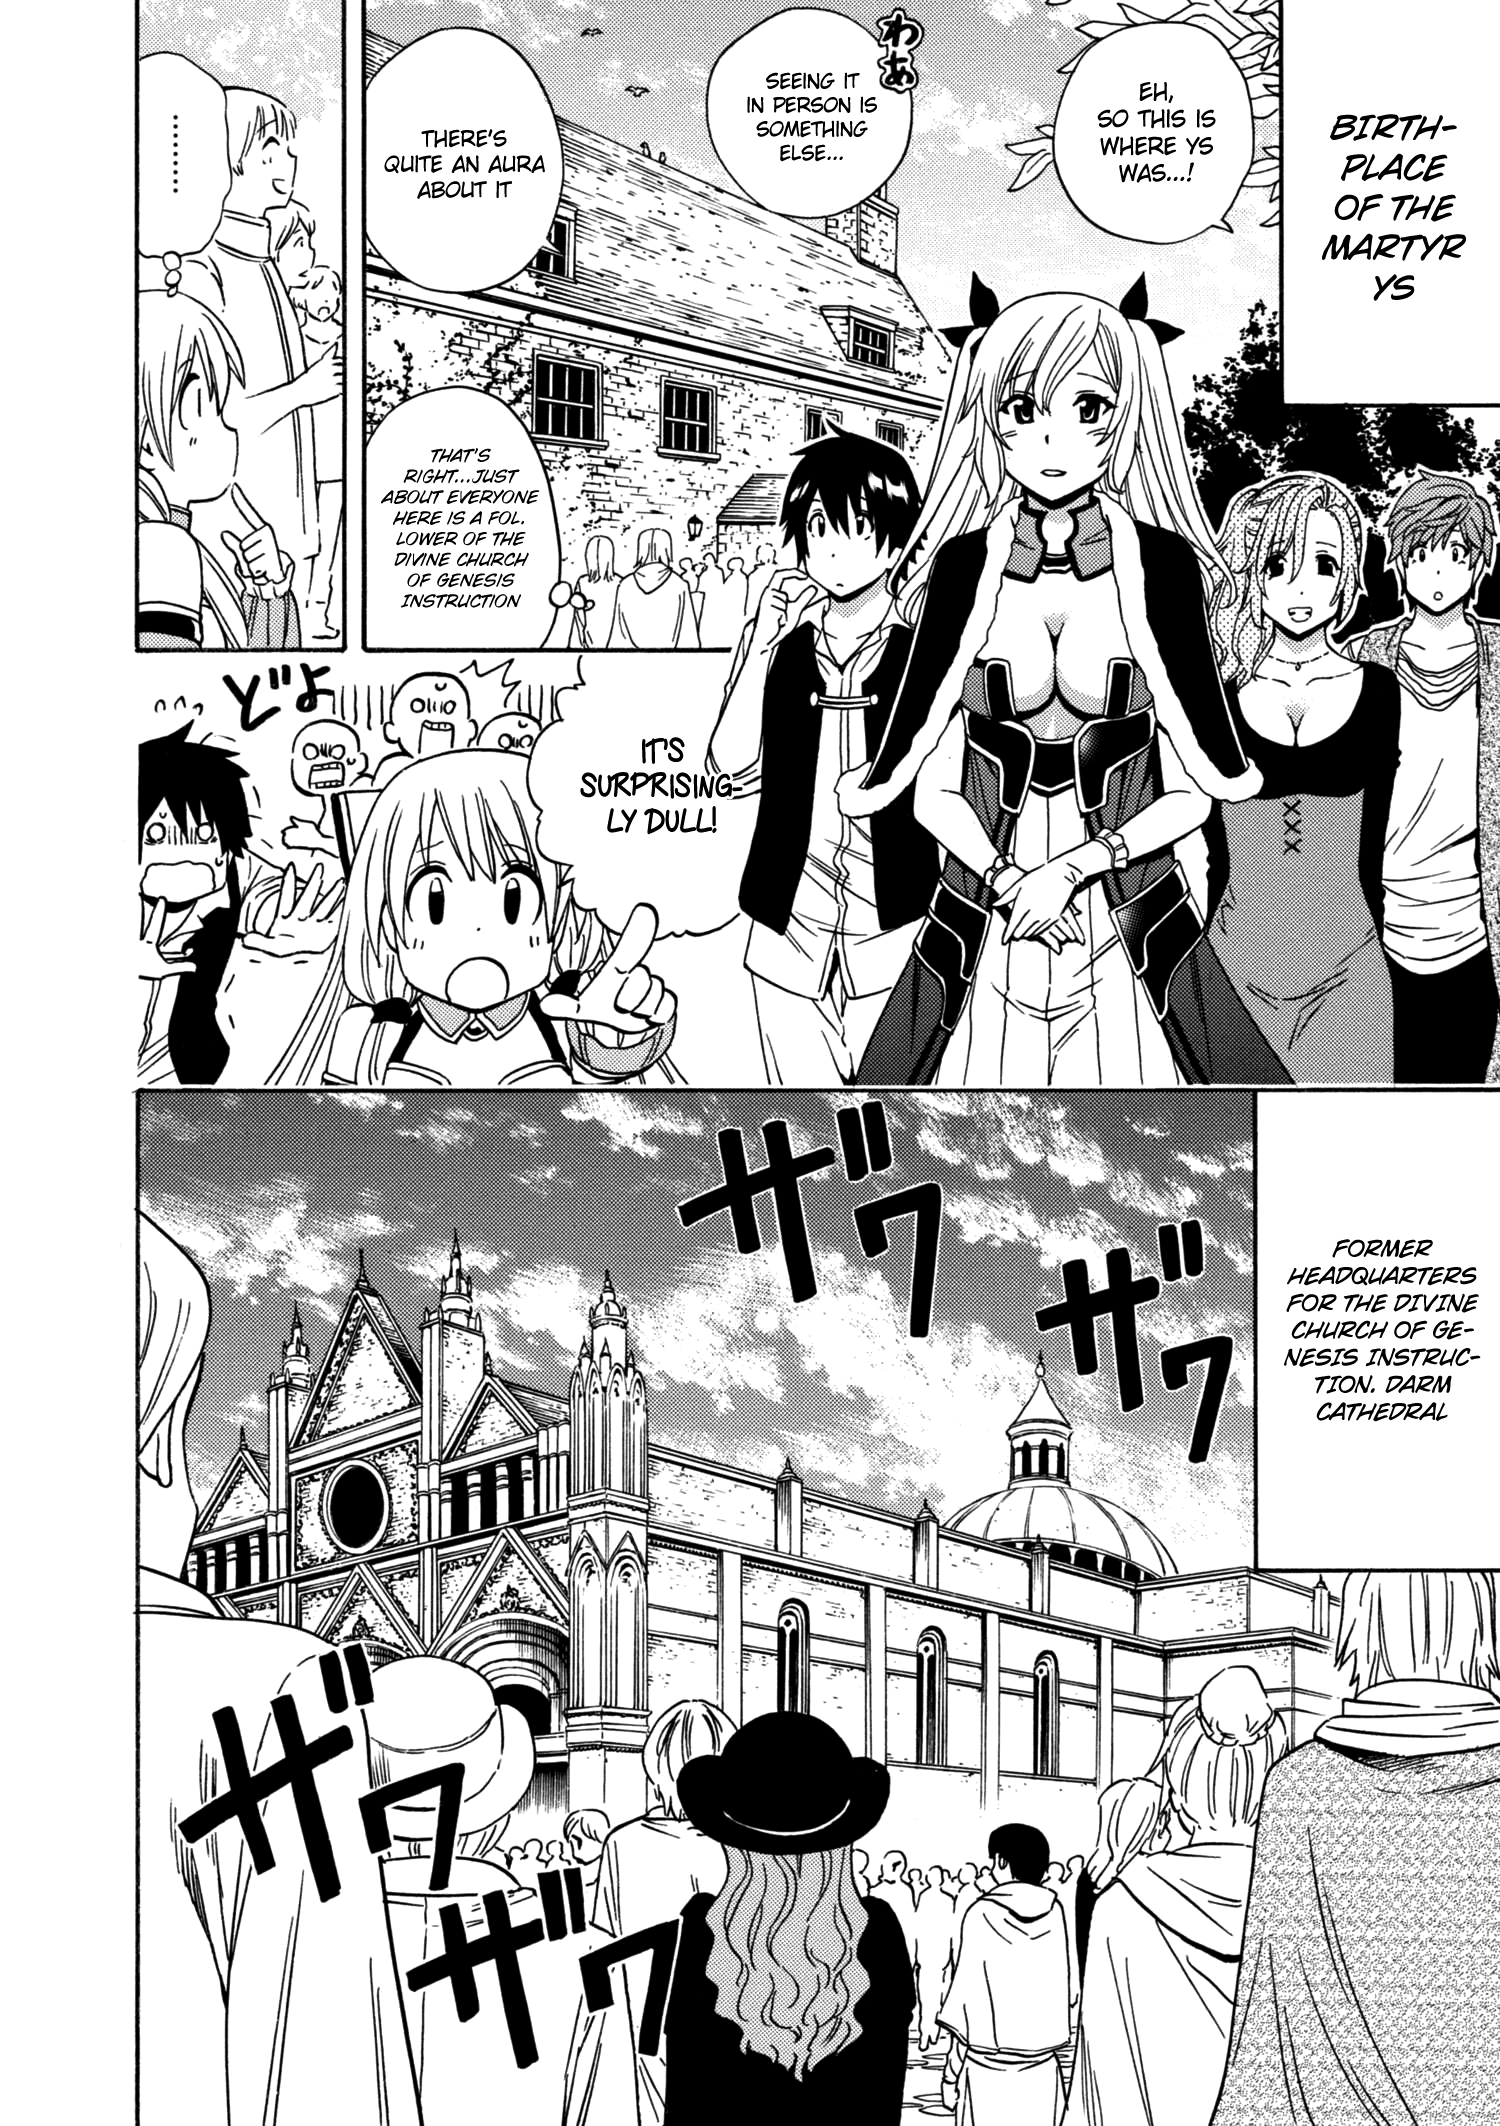 BIRTH-
PLACE
OF THE
MARTYR
YS
EH,
SO THIS IS
WHERE YS
WAS...!
わあ
SEEING IT
IN PERSON IS
SOMETHING
ELSE...
THERE'S
QUITE AN AURA
ABOUT IT
THAT'S
RIGHT...JUST
ABOUT EVERYONE
HERE IS A FOL.
LOWER OF THE
DIVINE CHURCH
OF GENESIS
INSTRUCTION
..........
IT'S
SURPRISING-
LY DULL!
どよ
FORMER
HEADQUARTERS
FOR THE DIVINE
CHURCH OF GE-
NESIS INSTRUC-
TION. DARM
CATHEDRAL
ザワ
ザワ
ザワ
ザワ